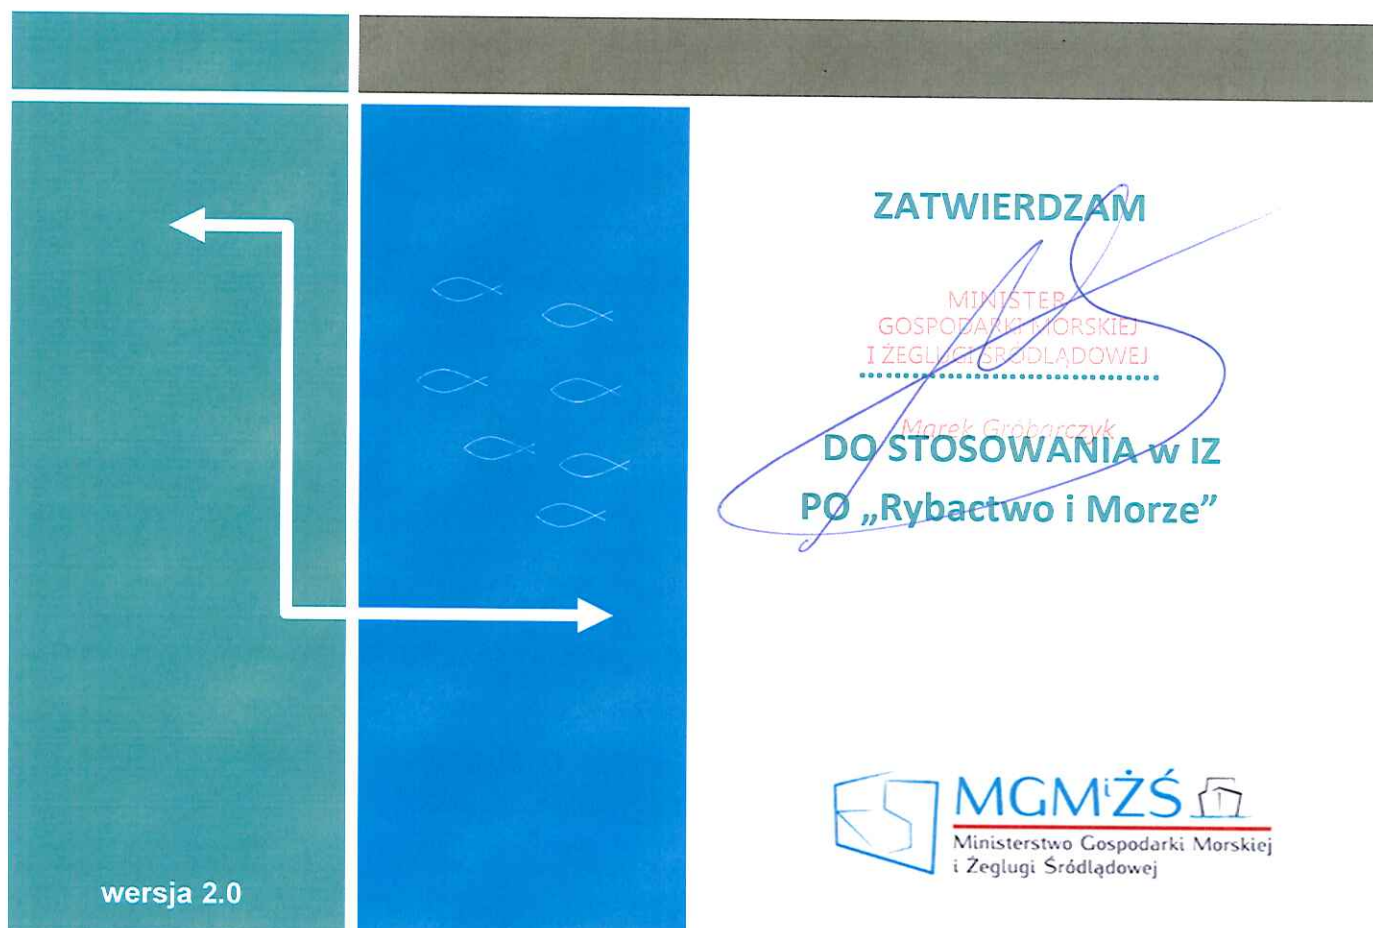 ZATWIERDZAM
MINISTER
GOSPODARKI MORSKIEJ
I ŻEGLUGI ŚRÓDLĄDOWEJ
Marek Gróbarczyk
DO STOSOWANIA w IZ
PO „Rybactwo i Morze”
MGMiŻŚ
Ministerstwo Gospodarki Morskiej
i Żeglugi Śródlądowej
wersja 2.0